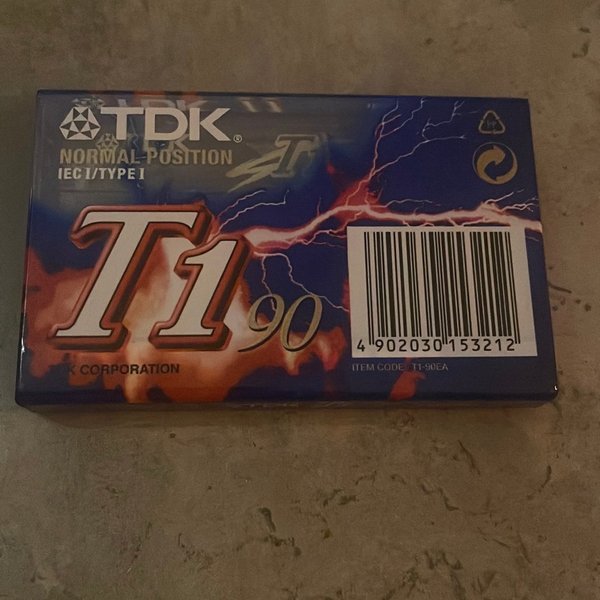 TDK®
NORMAL POSITION
IEC I/TYPE I
T
T1 90
K CORPORATION
4 902030 153212
ITEM CODE: T1-90EA